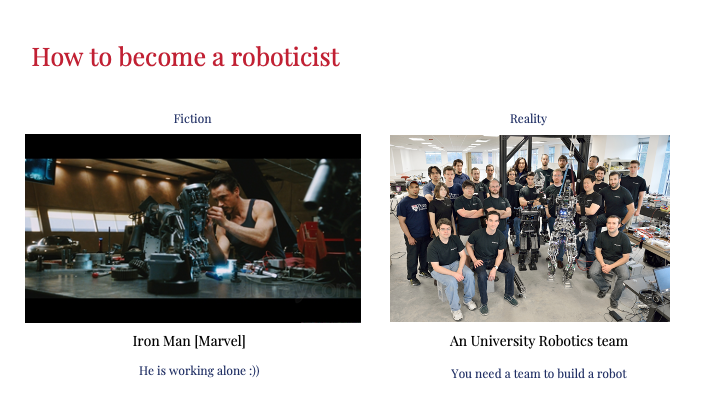 How to become a roboticist
Fiction
Reality
Iron Man [Marvel]
An University Robotics team
He is working alone :))
You need a team to build a robot